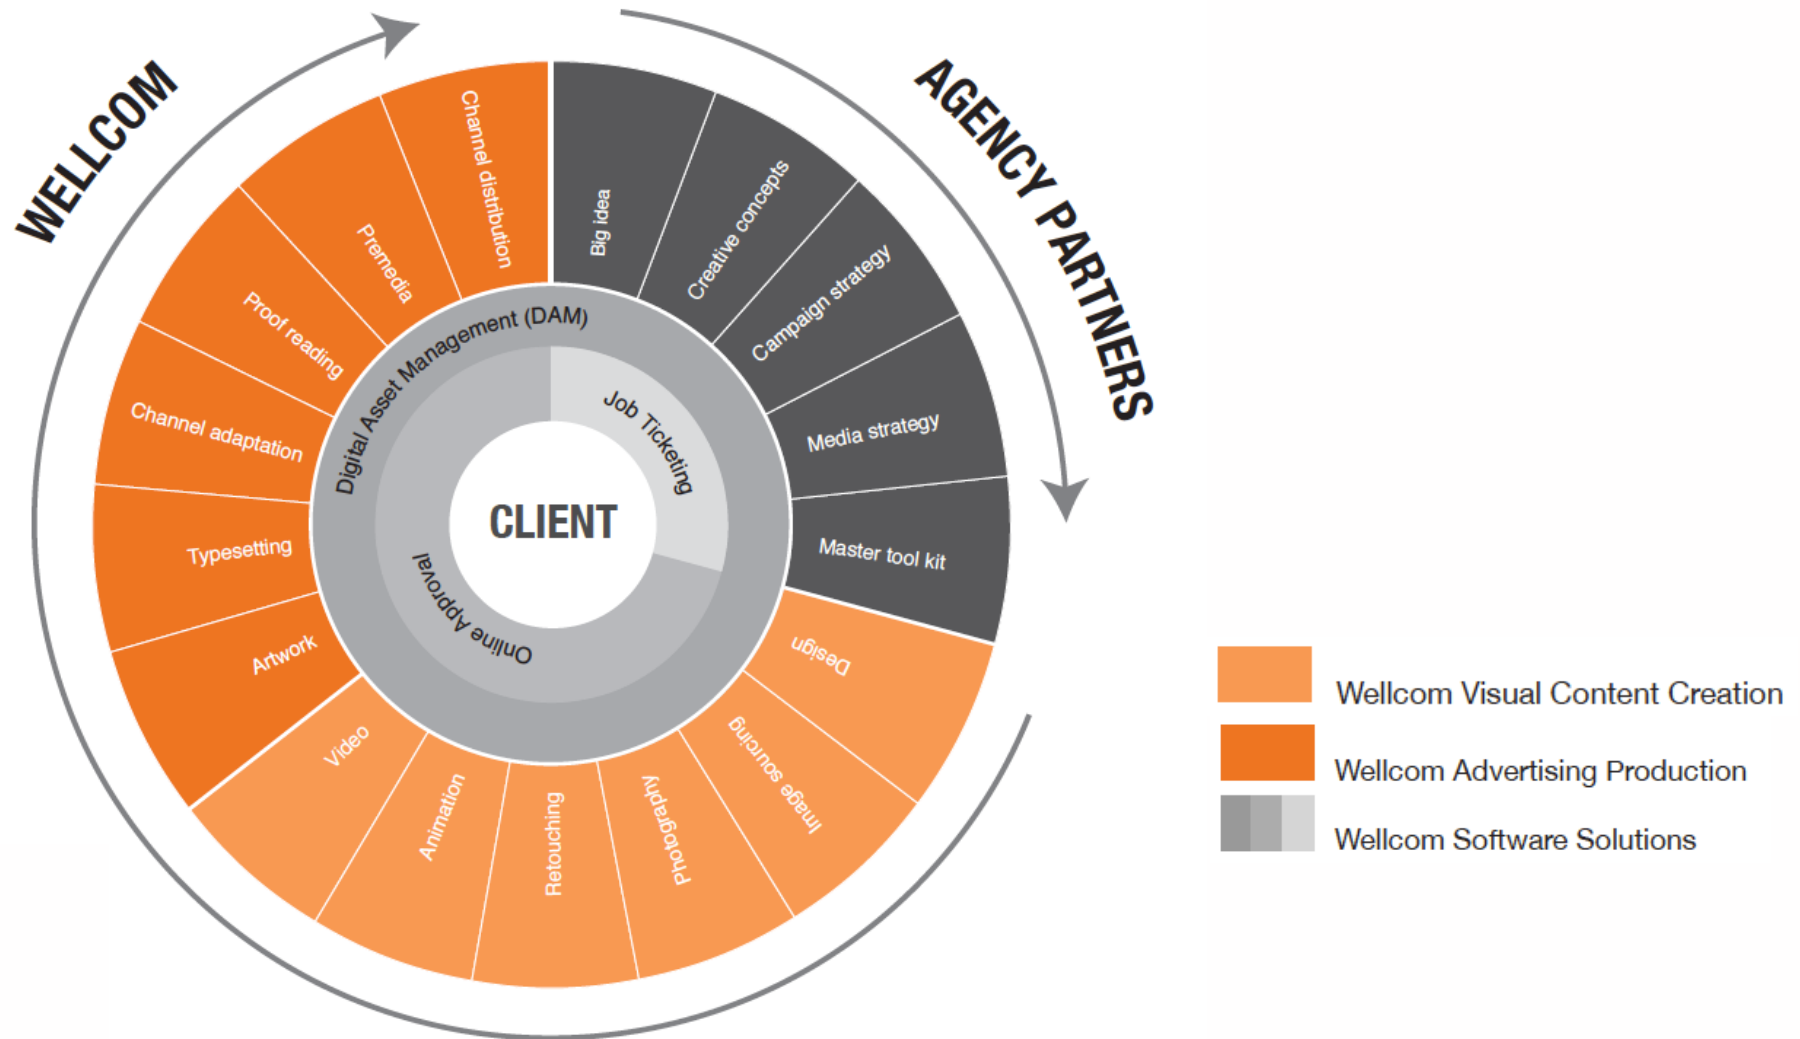 WELLCOM
AGENCY PARTNERS
Big idea
Creative concepts
Campaign strategy
Media strategy
Master tool kit
Design
Image sourcing
Photography
Retouching
Animation
Video
Artwork
Typesetting
Channel adaptation
Proof reading
Premedia
Channel distribution
Digital Asset Management (DAM)
Job Ticketing
Online Approval
CLIENT
Wellcom Visual Content Creation
Wellcom Advertising Production
Wellcom Software Solutions